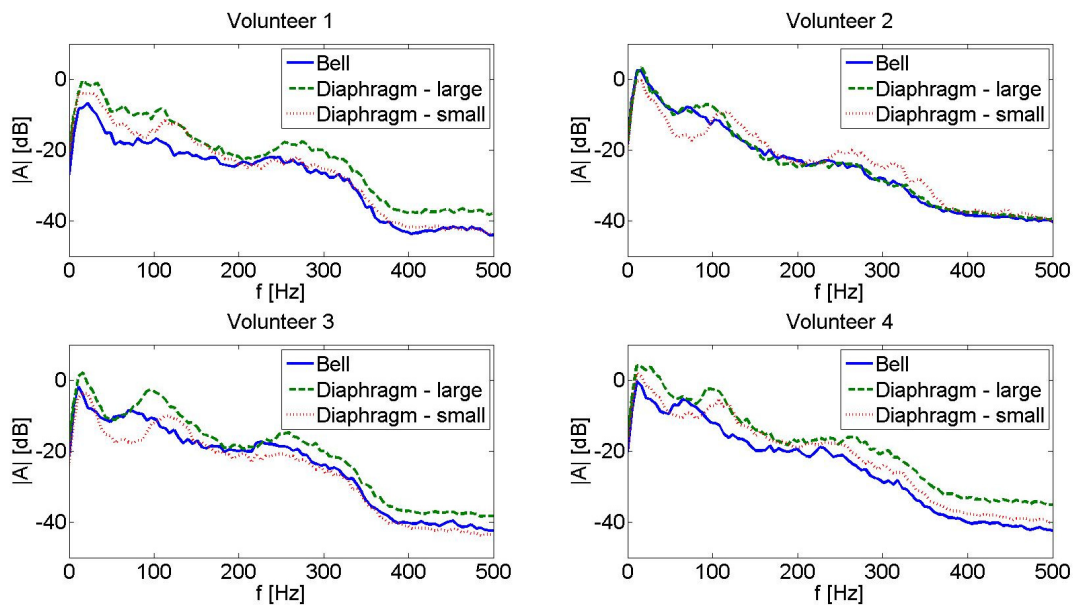 Volunteer 1
0
-20
-40
|A| [dB]
Bell
Diaphragm - large
Diaphragm - small
0 100 200 300 400 500
f [Hz]
Volunteer 2
0
-20
-40
|A| [dB]
Bell
Diaphragm - large
Diaphragm - small
0 100 200 300 400 500
f [Hz]
Volunteer 3
0
-20
-40
|A| [dB]
Bell
Diaphragm - large
Diaphragm - small
0 100 200 300 400 500
f [Hz]
Volunteer 4
0
-20
-40
|A| [dB]
Bell
Diaphragm - large
Diaphragm - small
0 100 200 300 400 500
f [Hz]